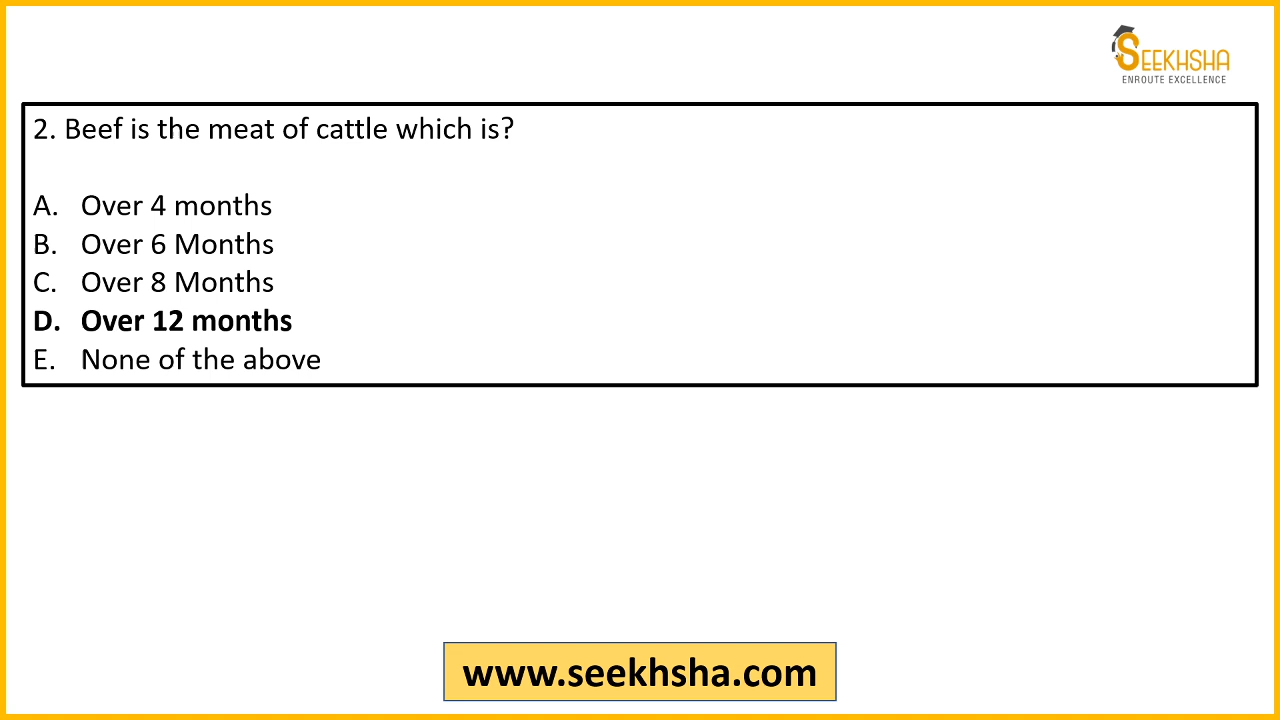 SEEKHSHA
ENROUTE EXCELLENCE
2. Beef is the meat of cattle which is?
A. Over 4 months
B. Over 6 Months
C. Over 8 Months
D. Over 12 months
E. None of the above
www.seekhsha.com